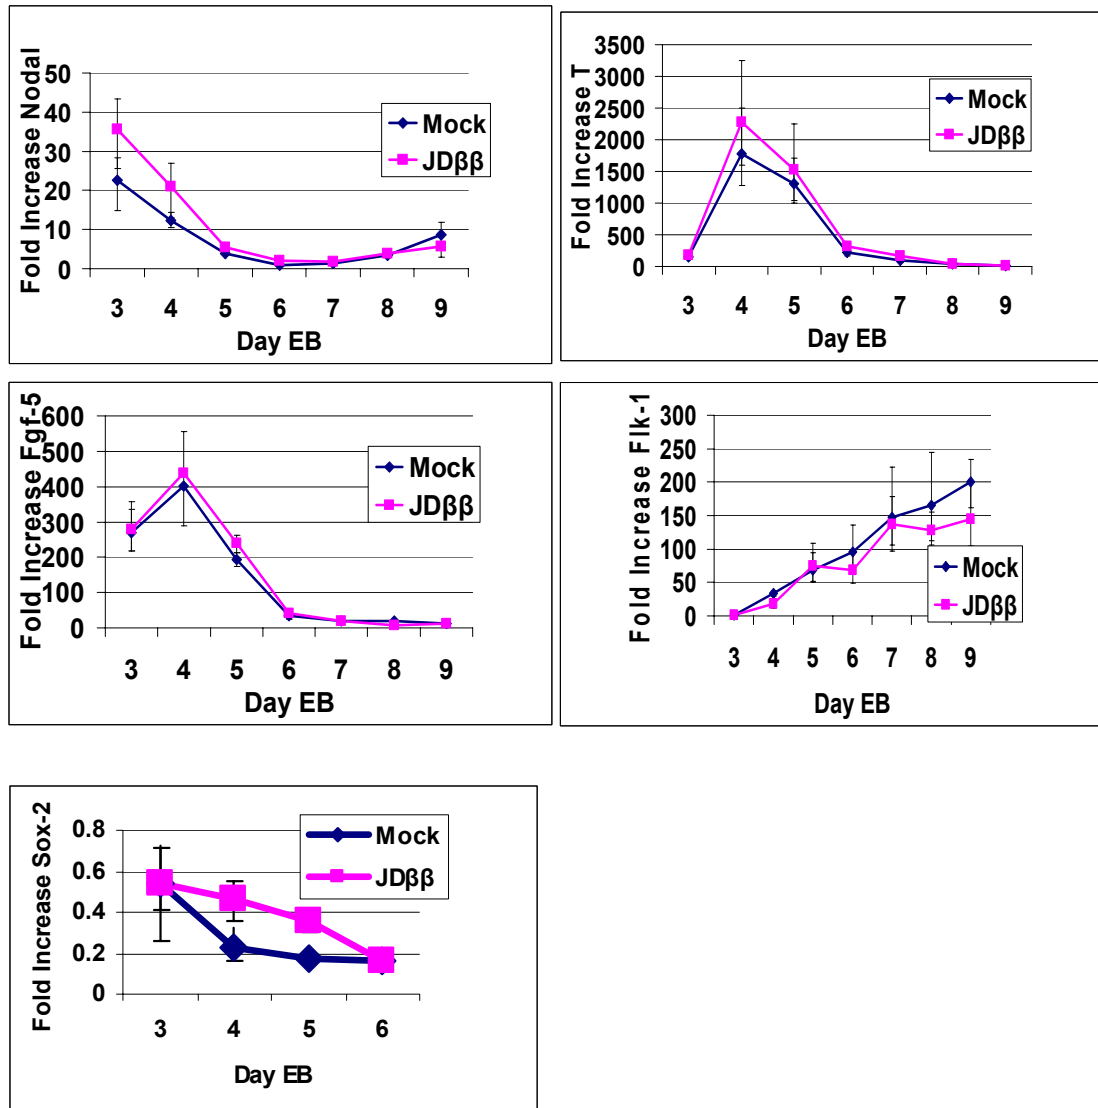 Fold Increase Nodal
50
40
30
20
10
0
Mock
JDββ
3 4 5 6 7 8 9
Day EB
Fold Increase T
3500
3000
2500
2000
1500
1000
500
0
Mock
JDββ
3 4 5 6 7 8 9
Day EB
Fold Increase Fgf-5
600
500
400
300
200
100
0
Mock
JDββ
3 4 5 6 7 8 9
Day EB
Fold Increase Flk-1
300
250
200
150
100
50
0
Mock
JDββ
3 4 5 6 7 8 9
Day EB
Fold Increase Sox-2
0.8
0.6
0.4
0.2
0
Mock
JDββ
3 4 5 6
Day EB